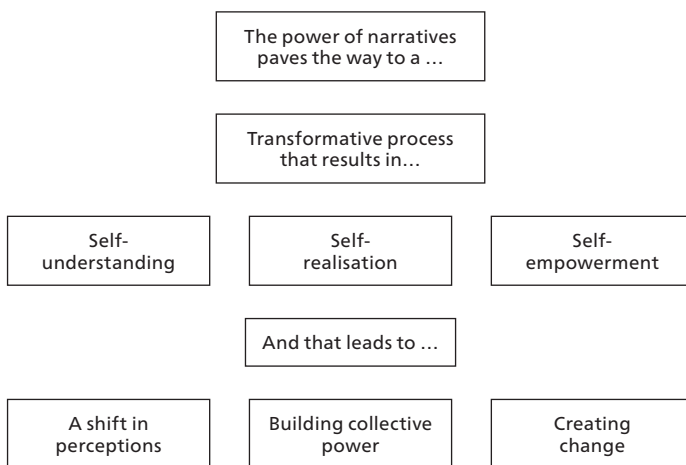 The power of narratives
paves the way to a …
Transformative process
that results in…
Self-
understanding
Self-
realisation
Self-
empowerment
And that leads to …
A shift in
perceptions
Building collective
power
Creating
change